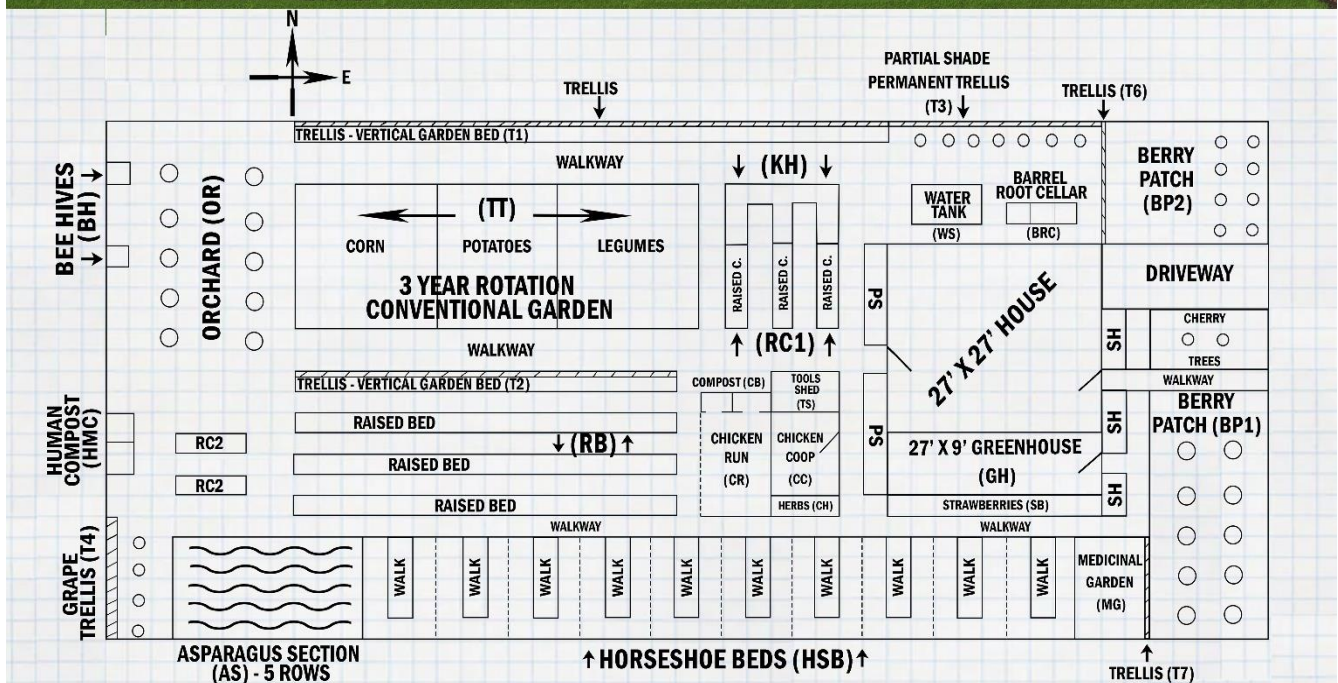 N
E
TRELLIS
PARTIAL SHADE
PERMANENT TRELLIS
(T3)
TRELLIS (T6)
TRELLIS - VERTICAL GARDEN BED (T1)
WALKWAY
(KH)
BERRY
PATCH
(BP2)
BEE HIVES
(BH)
ORCHARD (OR)
(TT)
CORN
POTATOES
LEGUMES
3 YEAR ROTATION
CONVENTIONAL GARDEN
RAISED C.
RAISED C.
RAISED C.
(RC1)
WATER
TANK
(WS)
BARREL
ROOT CELLAR
(BRC)
DRIVEWAY
PS
27' X 27' HOUSE
SH
CHERRY
TREES
WALKWAY
WALKWAY
TRELLIS - VERTICAL GARDEN BED (T2)
COMPOST (CB)
TOOLS
SHED
(TS)
BERRY
PATCH (BP1)
HUMAN
COMPOST
(HMC)
RC2
RC2
RAISED BED
(RB)
RAISED BED
RAISED BED
CHICKEN
RUN
(CR)
CHICKEN
COOP
(CC)
HERBS (CH)
PS
27' X 9' GREENHOUSE
(GH)
SH
SH
STRAWBERRIES (SB)
WALKWAY
WALKWAY
GRAPE
TRELLIS (T4)
WALK
WALK
WALK
WALK
WALK
WALK
WALK
WALK
WALK
WALK
MEDICINAL
GARDEN
(MG)
ASPARAGUS SECTION
(AS) - 5 ROWS
HORSESHOE BEDS (HSB)
TRELLIS (T7)